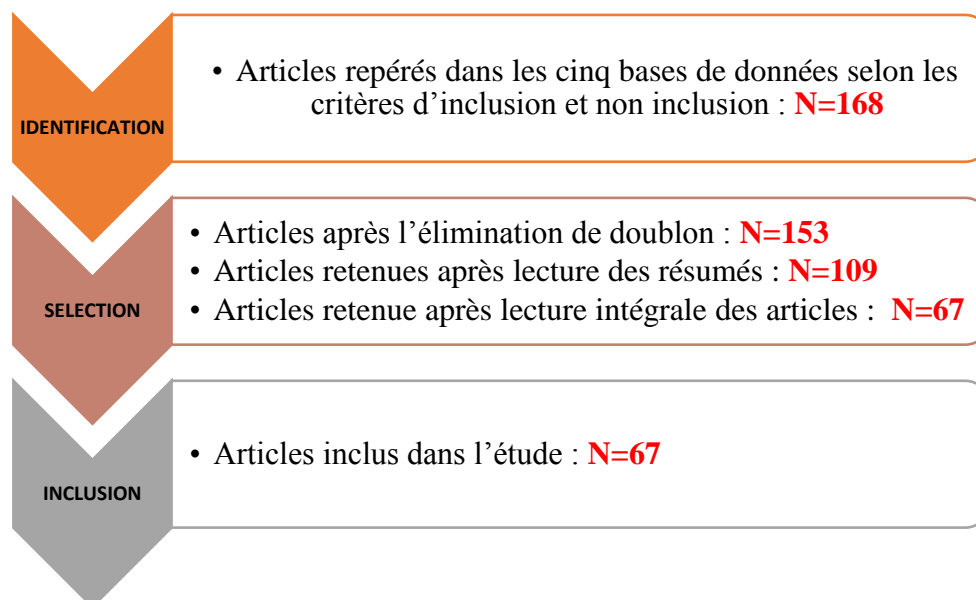 IDENTIFICATION
• Articles repérés dans les cinq bases de données selon les
critères d’inclusion et non inclusion : N=168
SELECTION
• Articles après l’élimination de doublon : N=153
• Articles retenues après lecture des résumés : N=109
• Articles retenue après lecture intégrale des articles : N=67
INCLUSION
• Articles inclus dans l’étude : N=67